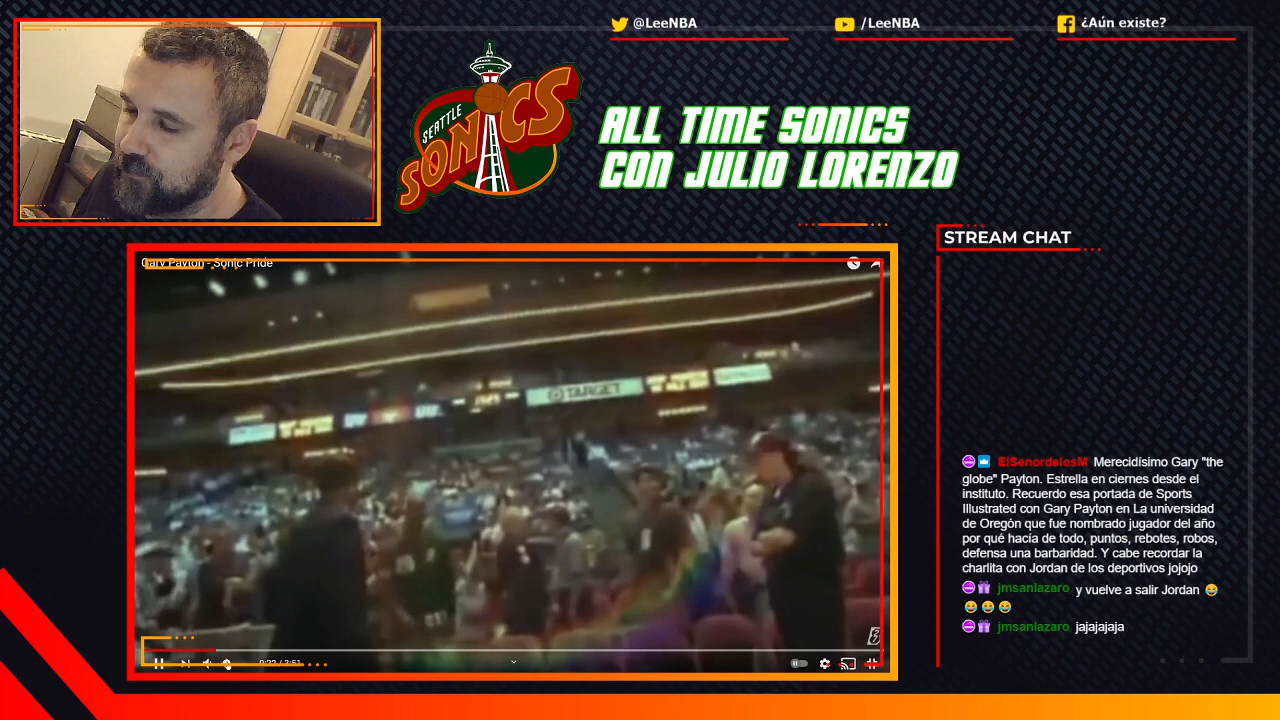 @LeeNBA
/LeeNBA
¿Aún existe?
SEATTLE
SONICS
ALL TIME SONICS
CON JULIO LORENZO
STREAM CHAT
Gary Payton - Sonic Pride
TARGET
0:22 / 3:51
ElSenordelosM Merecidísimo Gary "the
globe" Payton. Estrella en ciernes desde el
instituto. Recuerdo esa portada de Sports
Illustrated con Gary Payton en La universidad
de Oregón que fue nombrado jugador del año
por qué hacía de todo, puntos, rebotes, robos,
defensa una barbaridad. Y cabe recordar la
charlita con Jordan de los deportivos jojojo
jmsanlazaro y vuelve a salir Jordan 😂
😂 😂 😂
jmsanlazaro jajajajaja